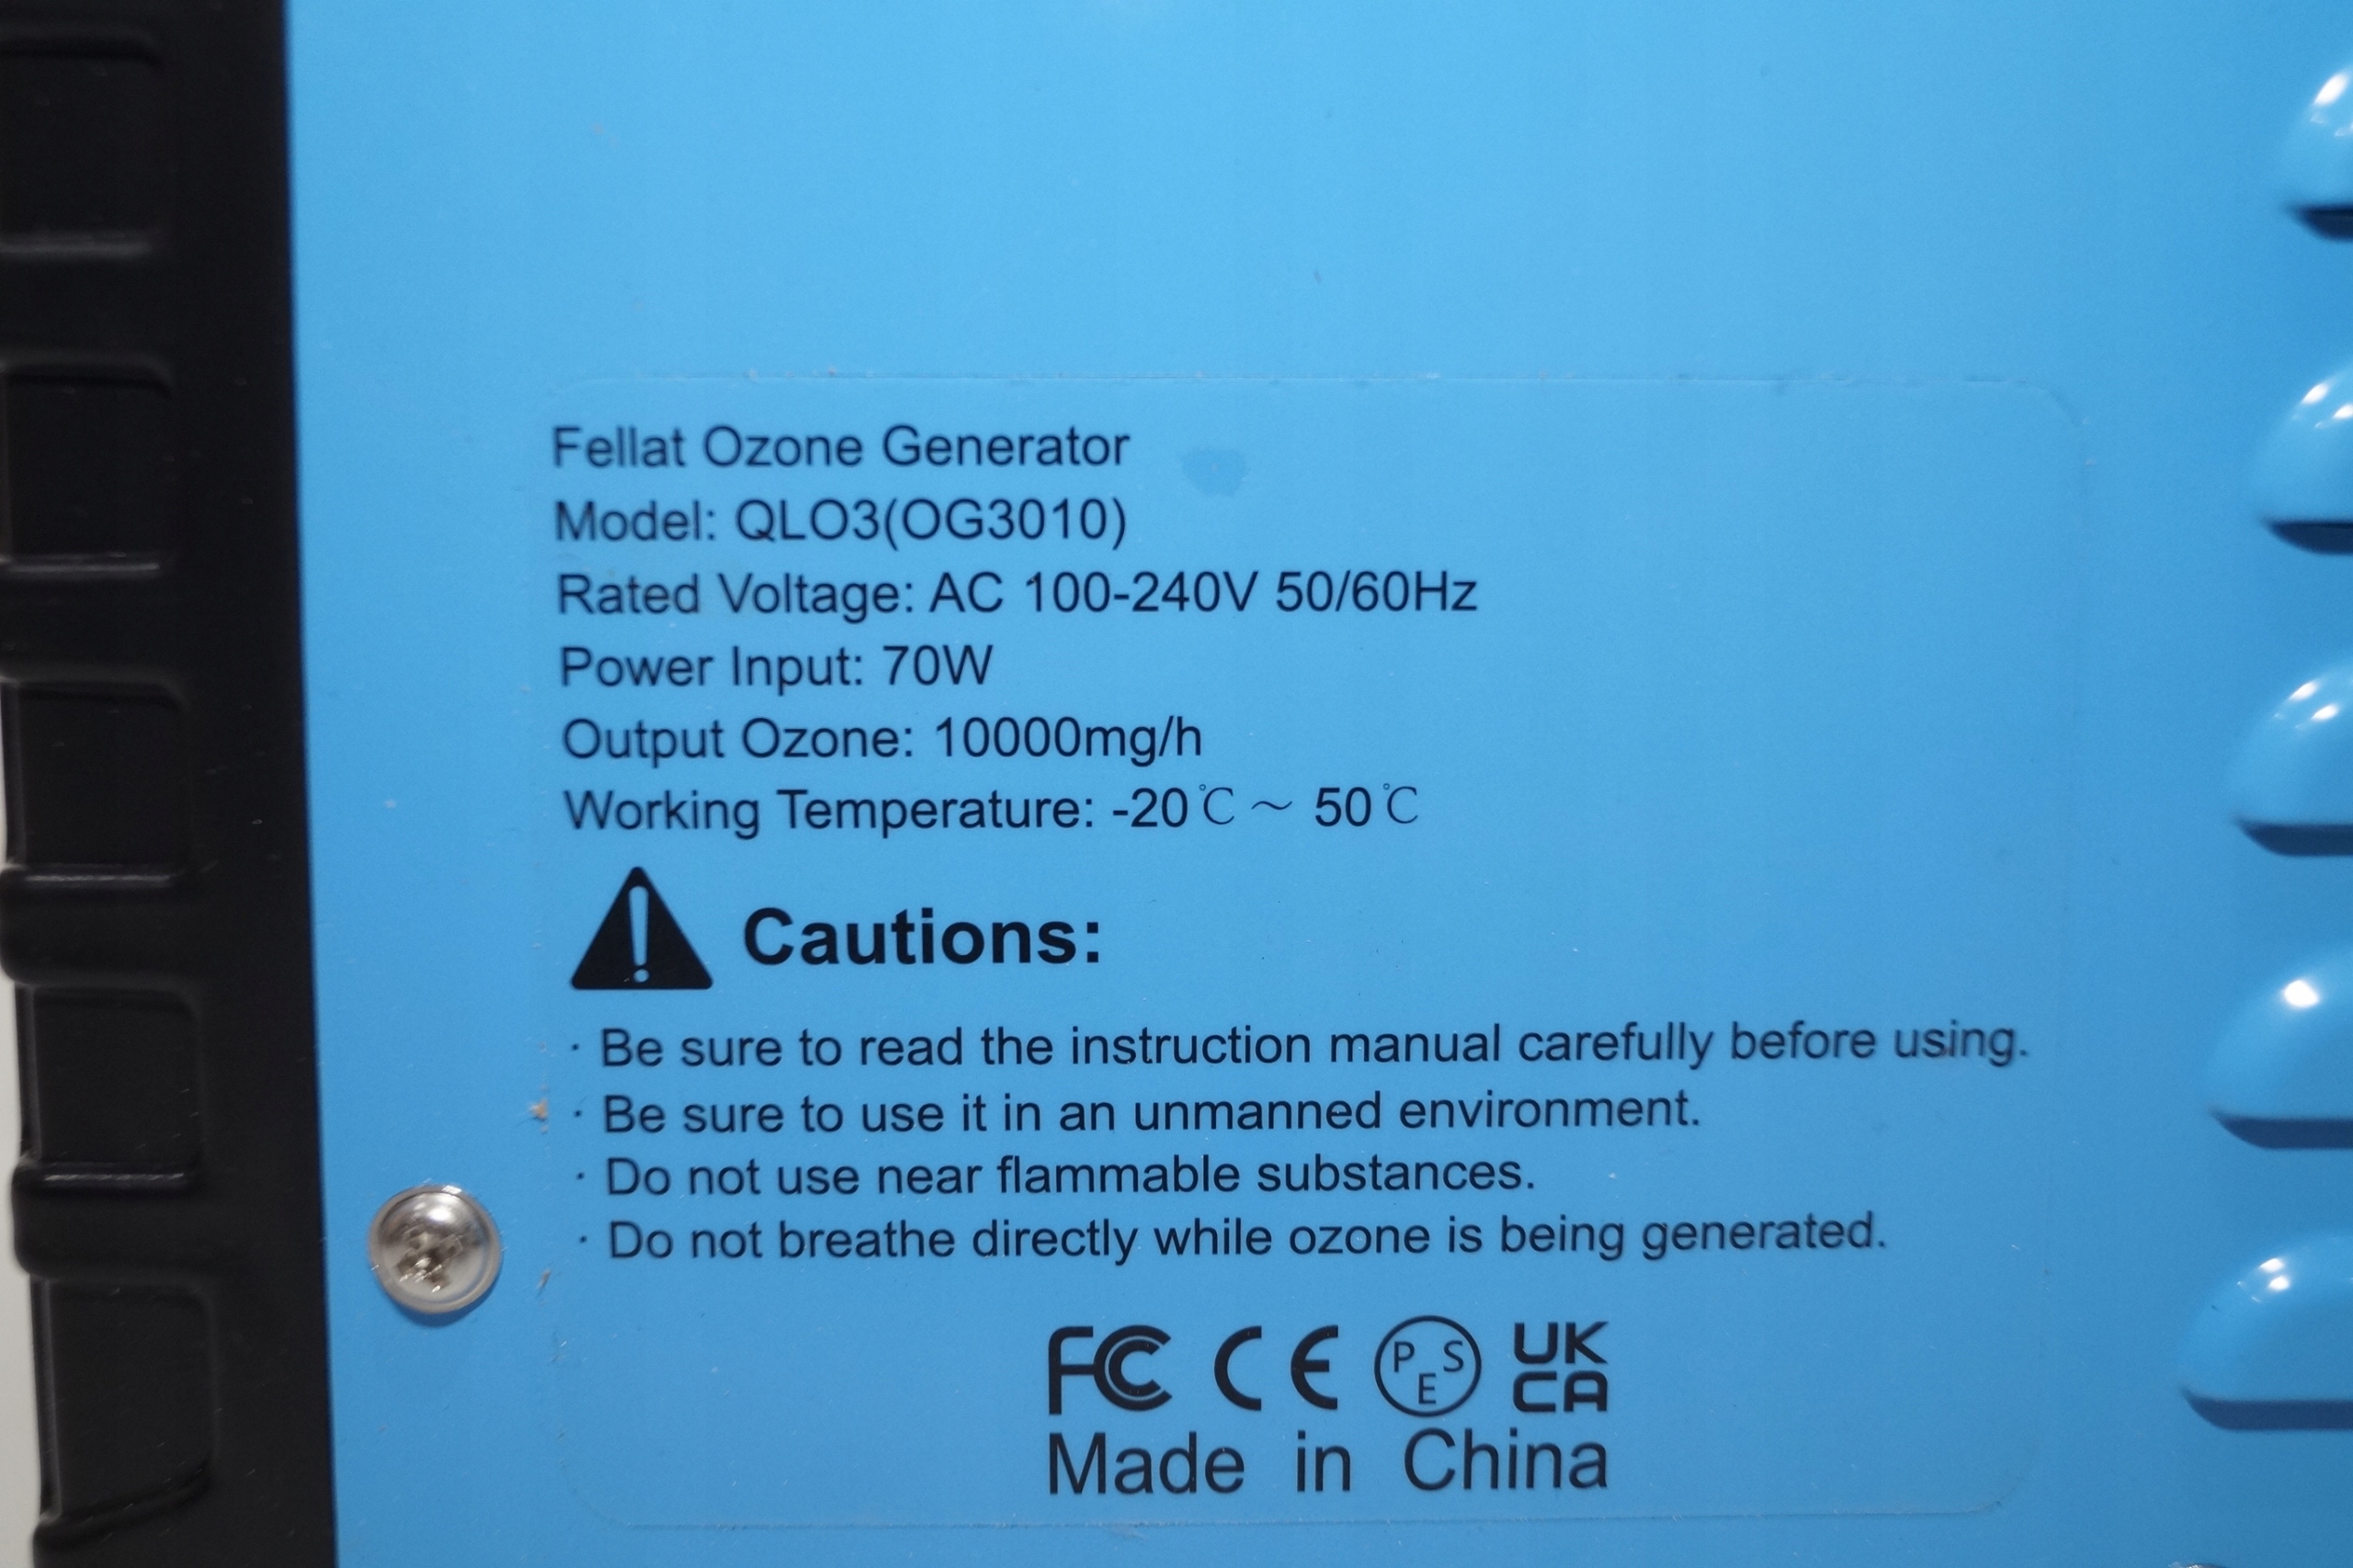 Fellat Ozone Generator
Model: QLO3(OG3010)
Rated Voltage: AC 100-240V 50/60Hz
Power Input: 70W
Output Ozone: 10000mg/h
Working Temperature: -20℃ ~ 50℃
Cautions:
· Be sure to read the instruction manual carefully before using.
· Be sure to use it in an unmanned environment.
· Do not use near flammable substances.
· Do not breathe directly while ozone is being generated.
FC CE PSE UK CA
Made in China